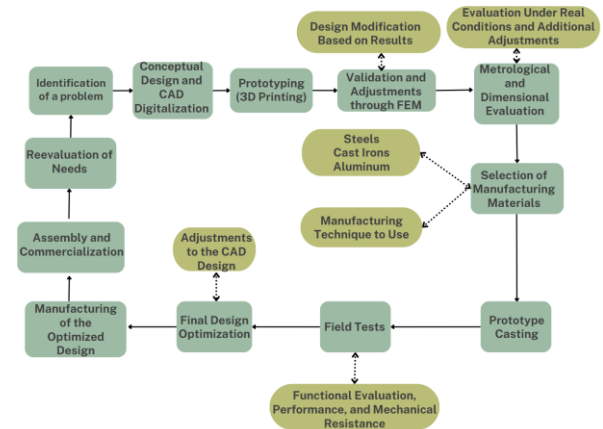 Design Modification
Based on Results
Evaluation Under Real
Conditions and Additional
Adjustments
Identification
of a problem
Conceptual
Design and
CAD
Digitalization
Prototyping
(3D Printing)
Validation and
Adjustments
through FEM
Metrological
and
Dimensional
Evaluation
Steels
Cast Irons
Aluminum
Reevaluation
of Needs
Selection of
Manufacturing
Materials
Manufacturing
Technique to Use
Assembly and
Commercialization
Adjustments
to the CAD
Design
Manufacturing
of the
Optimized
Design
Final Design
Optimization
Field Tests
Prototype
Casting
Functional Evaluation,
Performance, and Mechanical
Resistance